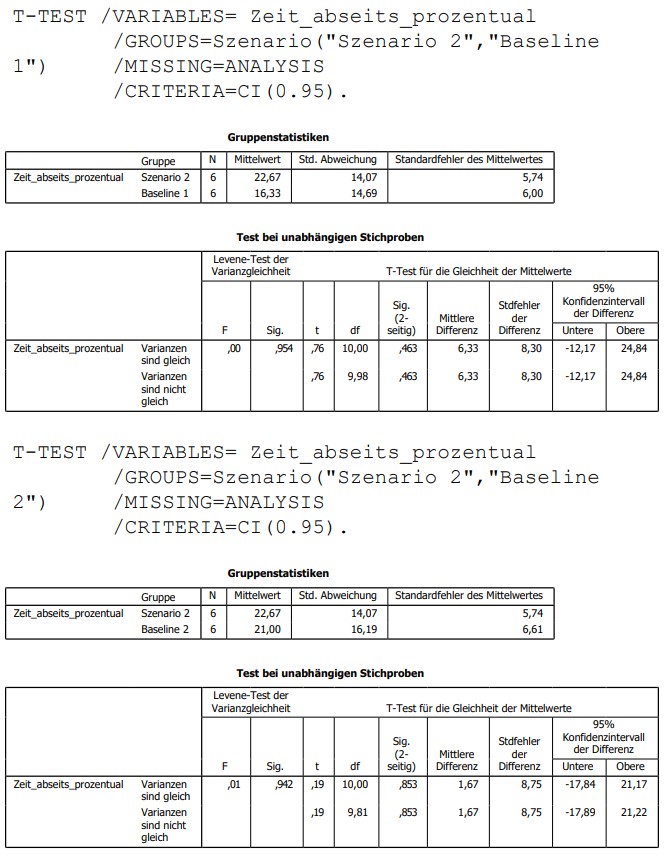 T-TEST /VARIABLES= Zeit_abseits_prozentual
/GROUPS=Szenario("Szenario 2","Baseline
1") /MISSING=ANALYSIS
/CRITERIA=CI(0.95).
Gruppenstatistiken
Gruppe N Mittelwert Std. Abweichung Standardfehler des Mittelwertes
Zeit_abseits_prozentual Szenario 2 6 22,67 14,07 5,74
Baseline 1 6 16,33 14,69 6,00
Test bei unabhängigen Stichproben
Levene-Test der
Varianzgleichheit
T-Test für die Gleichheit der Mittelwerte
F Sig. t df
Sig.
(2-
seitig)
Mittlere
Differenz
Stdfehler
der
Differenz
95%
Konfidenzintervall
der Differenz
Untere Obere
Zeit_abseits_prozentual Varianzen
sind gleich
,00 ,954 ,76 10,00 ,463 6,33 8,30 -12,17 24,84
Varianzen
sind nicht
gleich
,76 9,98 ,463 6,33 8,30 -12,17 24,84
T-TEST /VARIABLES= Zeit_abseits_prozentual
/GROUPS=Szenario("Szenario 2","Baseline
2") /MISSING=ANALYSIS
/CRITERIA=CI(0.95).
Gruppenstatistiken
Gruppe N Mittelwert Std. Abweichung Standardfehler des Mittelwertes
Zeit_abseits_prozentual Szenario 2 6 22,67 14,07 5,74
Baseline 2 6 21,00 16,19 6,61
Test bei unabhängigen Stichproben
Levene-Test der
Varianzgleichheit
T-Test für die Gleichheit der Mittelwerte
F Sig. t df
Sig.
(2-
seitig)
Mittlere
Differenz
Stdfehler
der
Differenz
95%
Konfidenzintervall
der Differenz
Untere Obere
Zeit_abseits_prozentual Varianzen
sind gleich
,01 ,942 ,19 10,00 ,853 1,67 8,75 -17,84 21,17
Varianzen
sind nicht
gleich
,19 9,81 ,853 1,67 8,75 -17,89 21,22